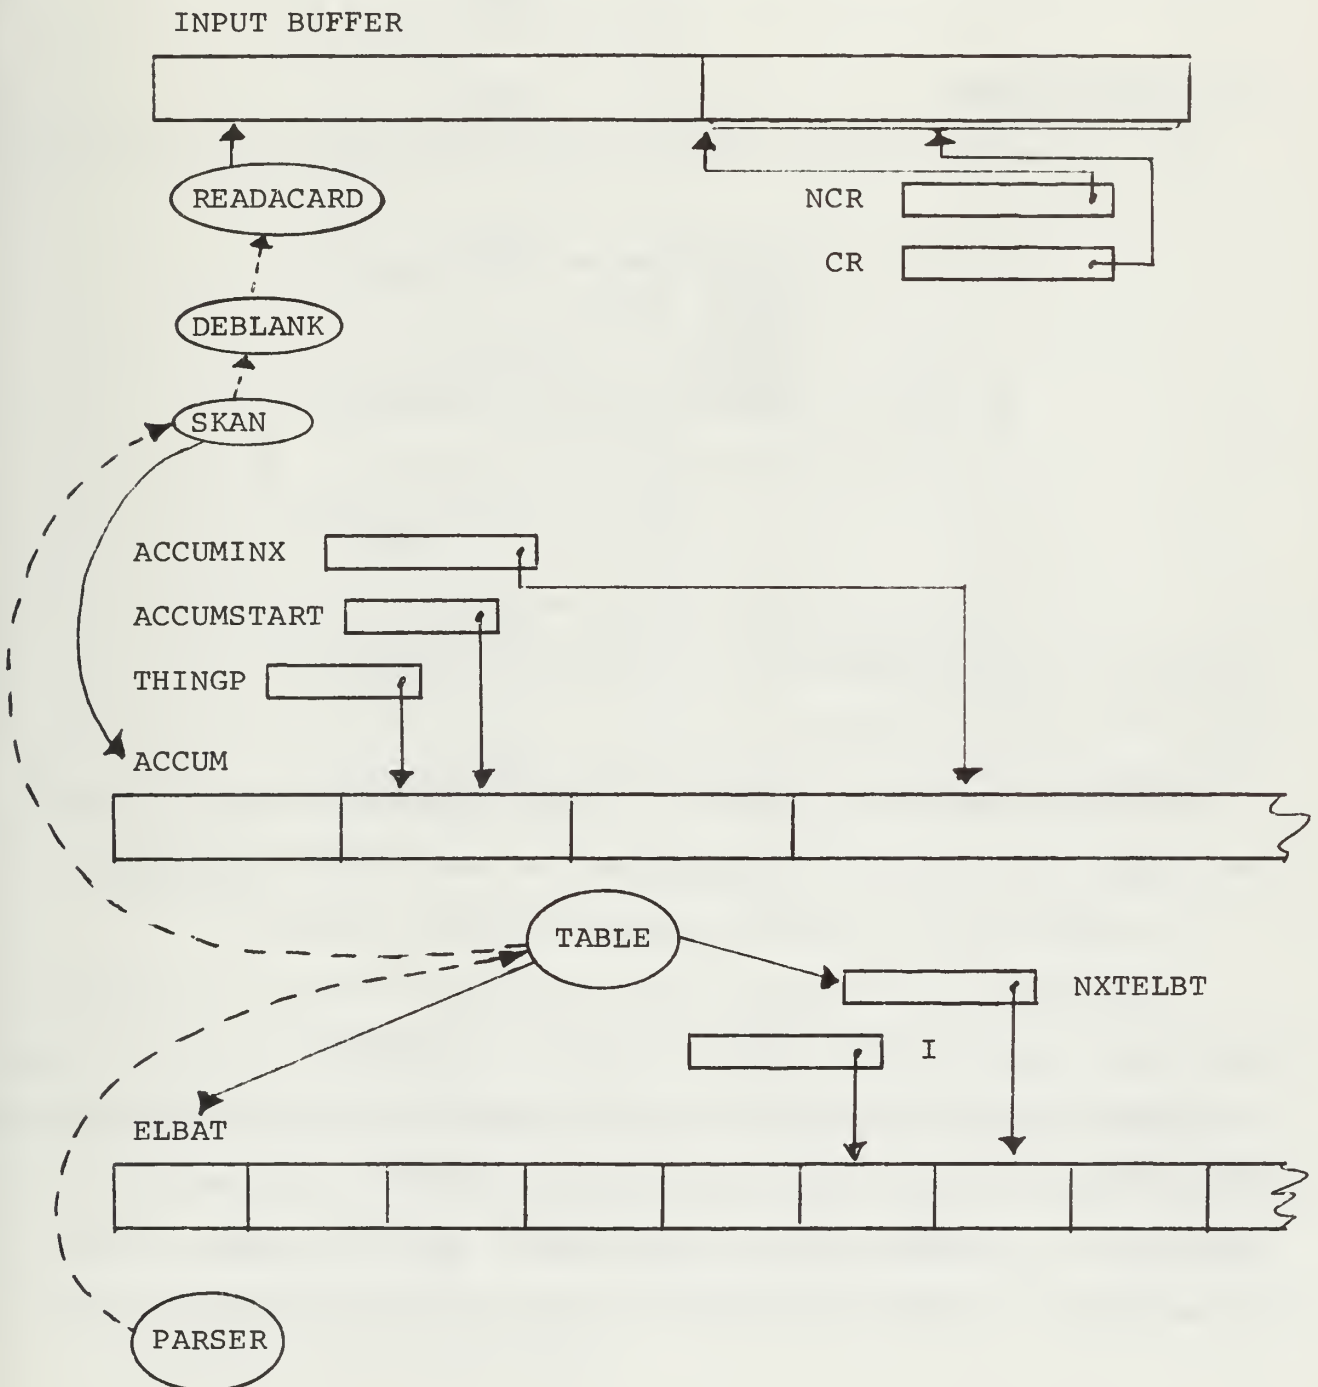 INPUT BUFFER
READACARD
NCR
CR
DEBLANK
SKAN
ACCUMINX
ACCUMSTART
THINGP
ACCUM
TABLE
NXTELBT
I
ELBAT
PARSER